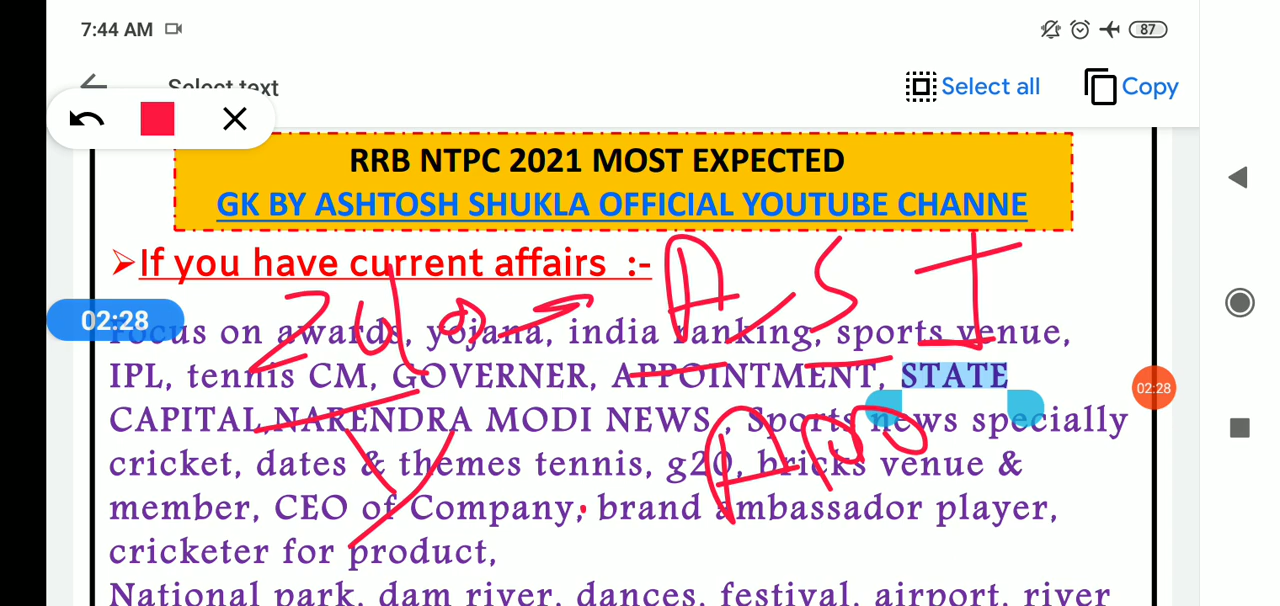 7:44 AM
87
Select text
Select all
Copy
RRB NTPC 2021 MOST EXPECTED
GK BY ASHTOSH SHUKLA OFFICIAL YOUTUBE CHANNE
➢If you have current affairs :-
02:28
Focus on awards, yojana, india ranking, sports venue,
IPL, tennis CM, GOVERNER, APPOINTMENT, STATE
02:28
CAPITAL,NARENDRA MODI NEWS , Sports news specially
cricket, dates & themes tennis, g20, bricks venue &
member, CEO of Company, brand ambassador player,
cricketer for product,
National park, dam river, dances, festival, airport, river